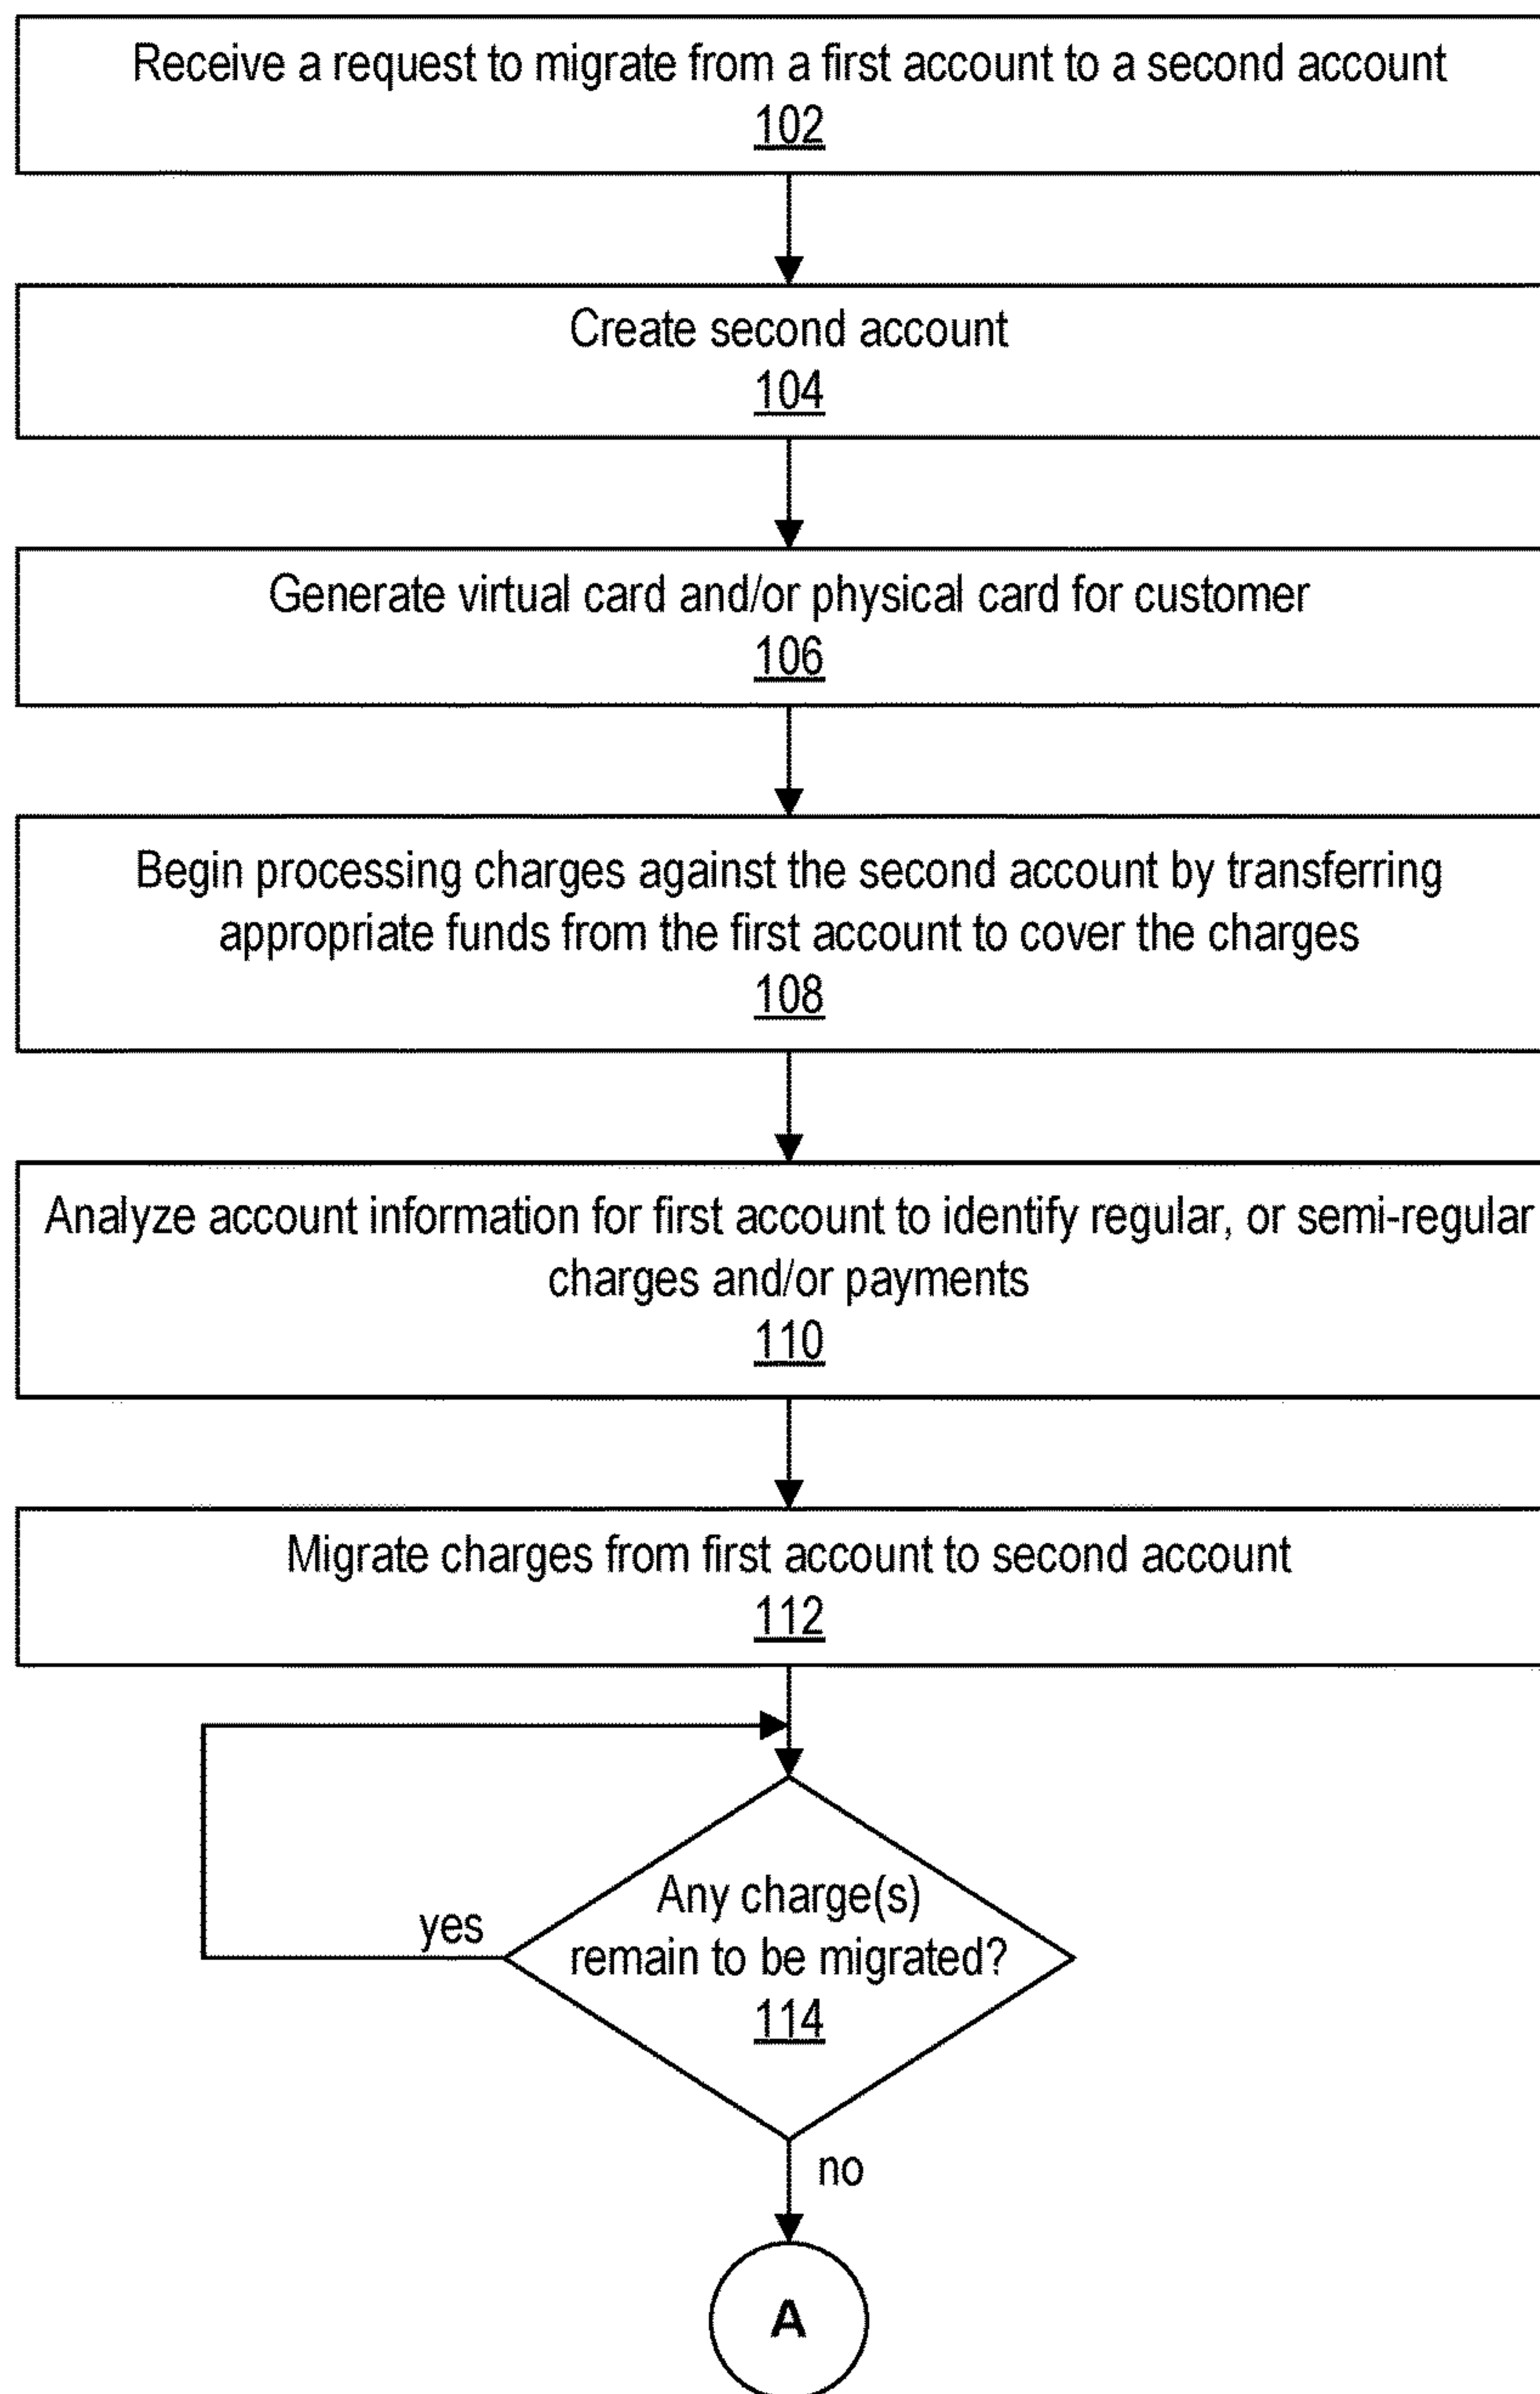 Receive a request to migrate from a first account to a second account
102
Create second account
104
Generate virtual card and/or physical card for customer
106
Begin processing charges against the second account by transferring
appropriate funds from the first account to cover the charges
108
Analyze account information for first account to identify regular, or semi-regular
charges and/or payments
110
Migrate charges from first account to second account
112
yes
Any charge(s)
remain to be migrated?
114
no
A